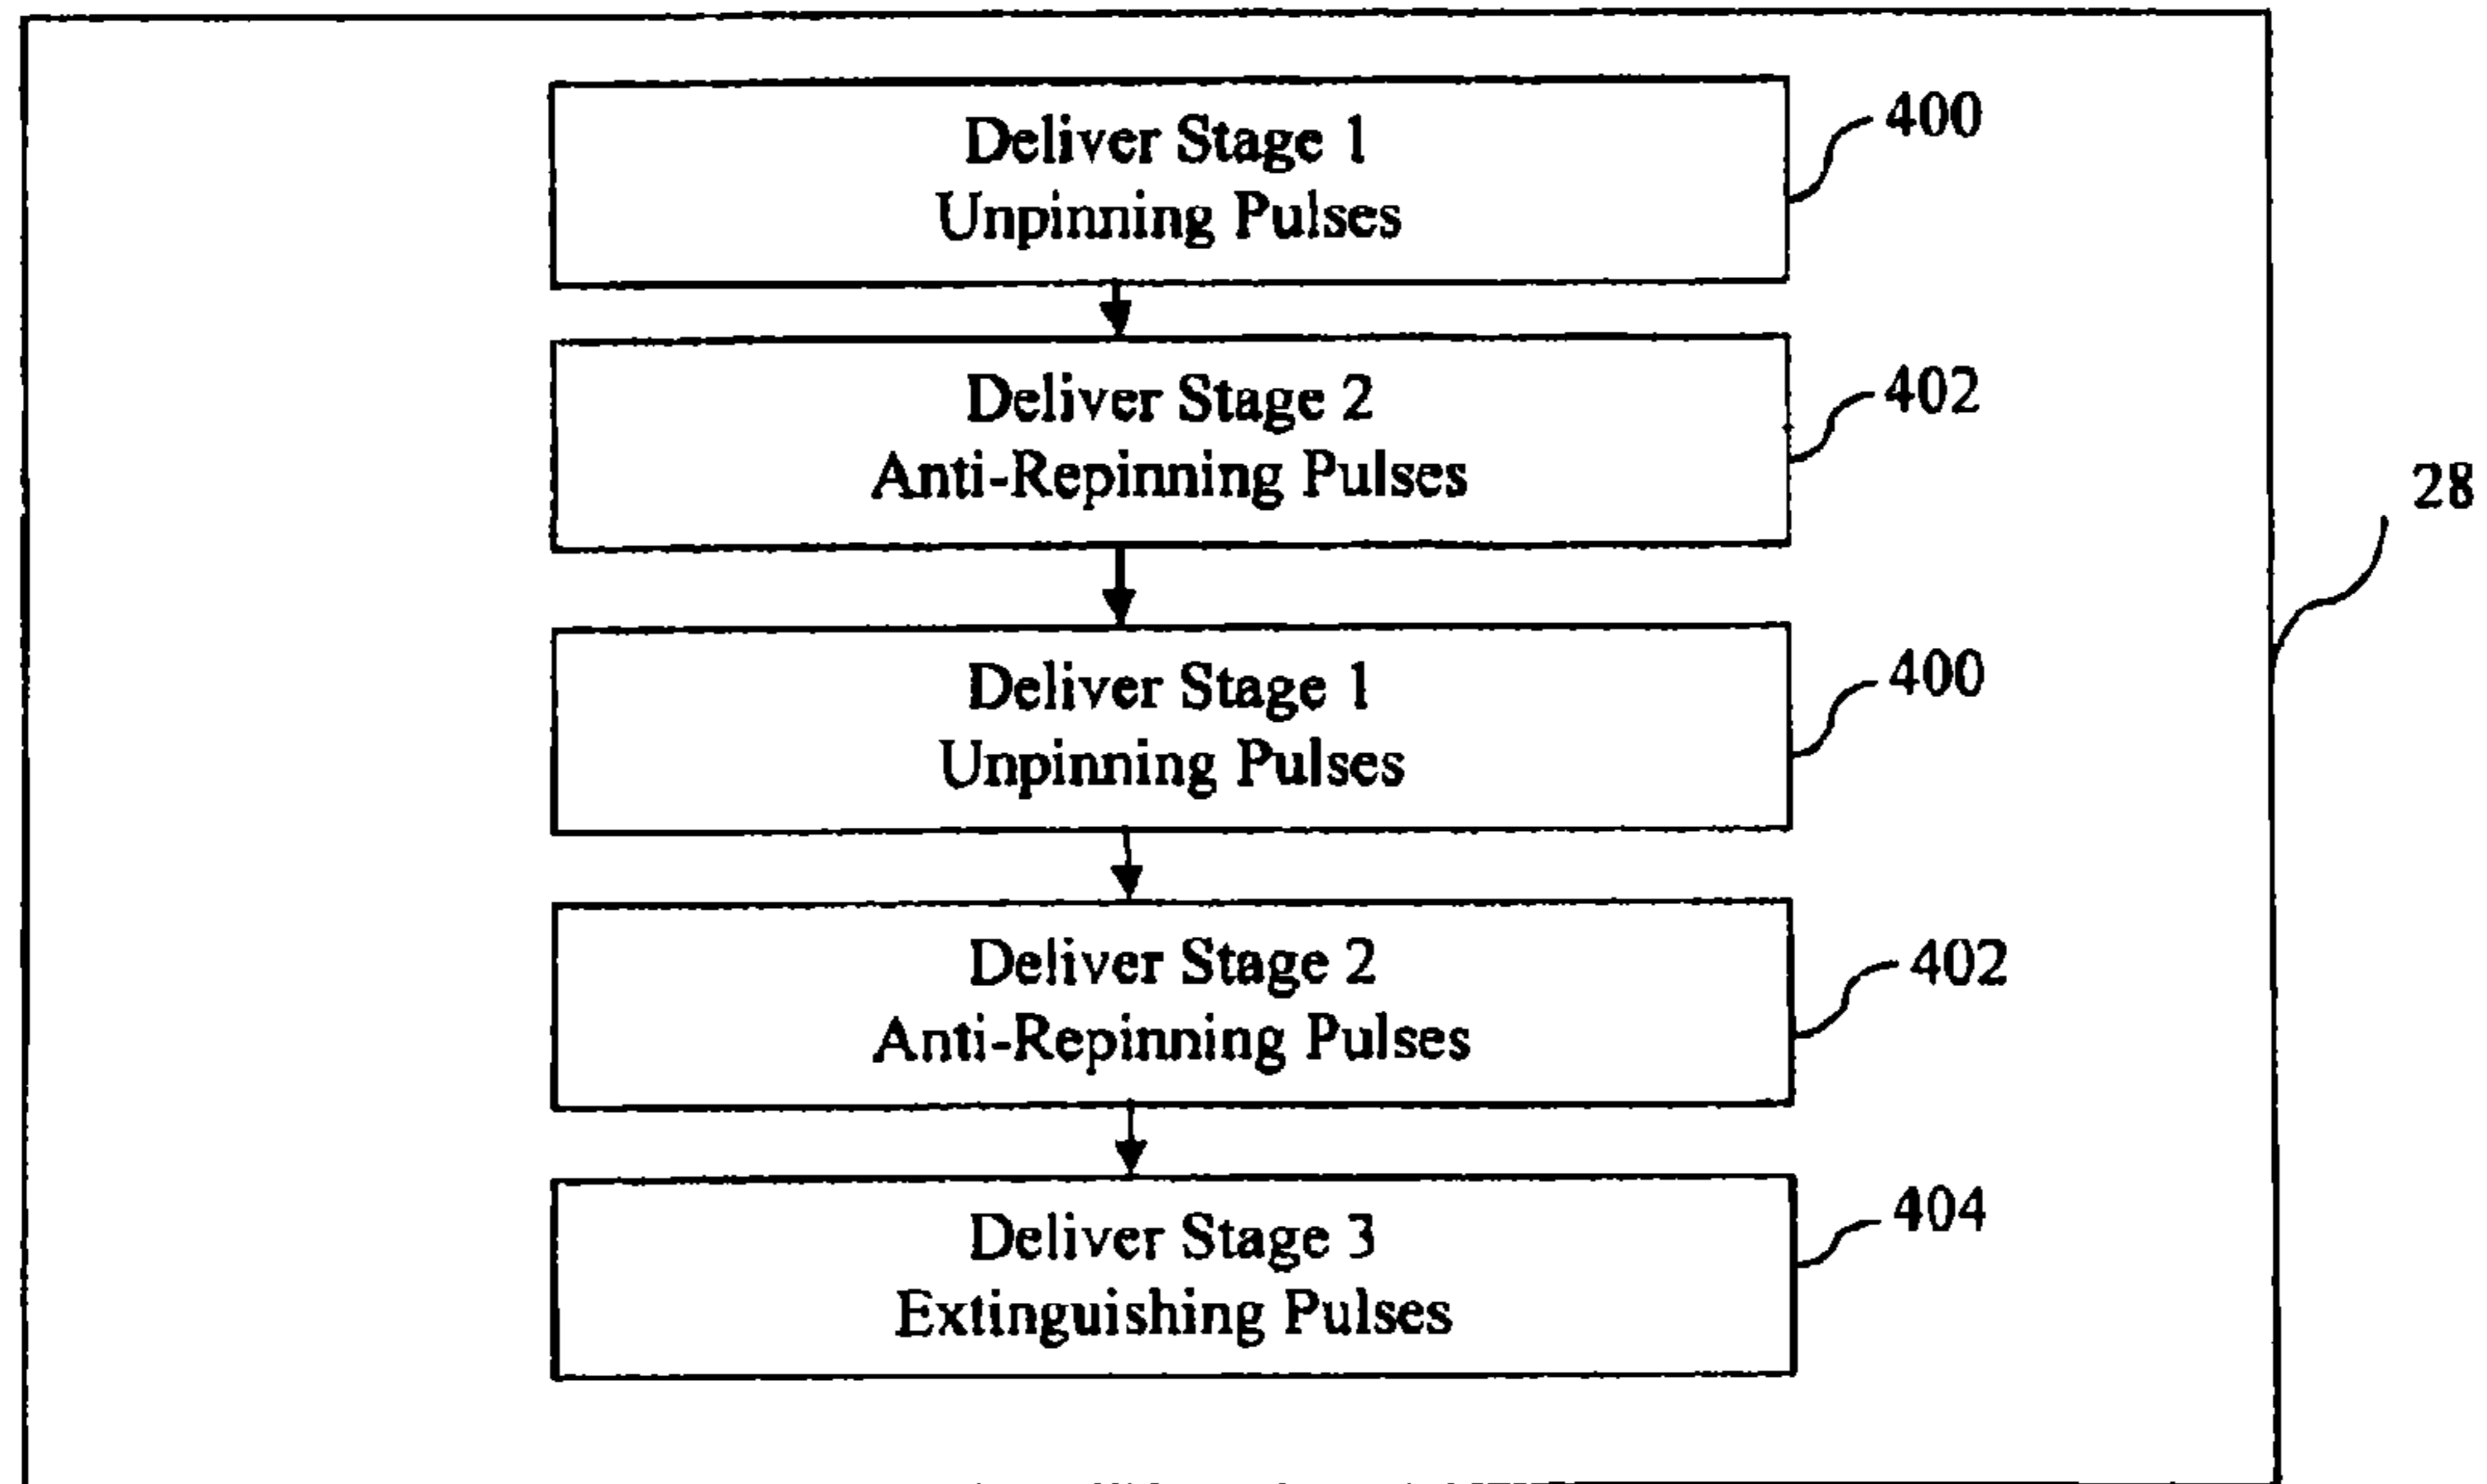 Deliver Stage 1
Unpinning Pulses
400
Deliver Stage 2
Anti-Repinning Pulses
402
28
Deliver Stage 1
Unpinning Pulses
400
Deliver Stage 2
Anti-Repinning Pulses
402
Deliver Stage 3
Extinguishing Pulses
404